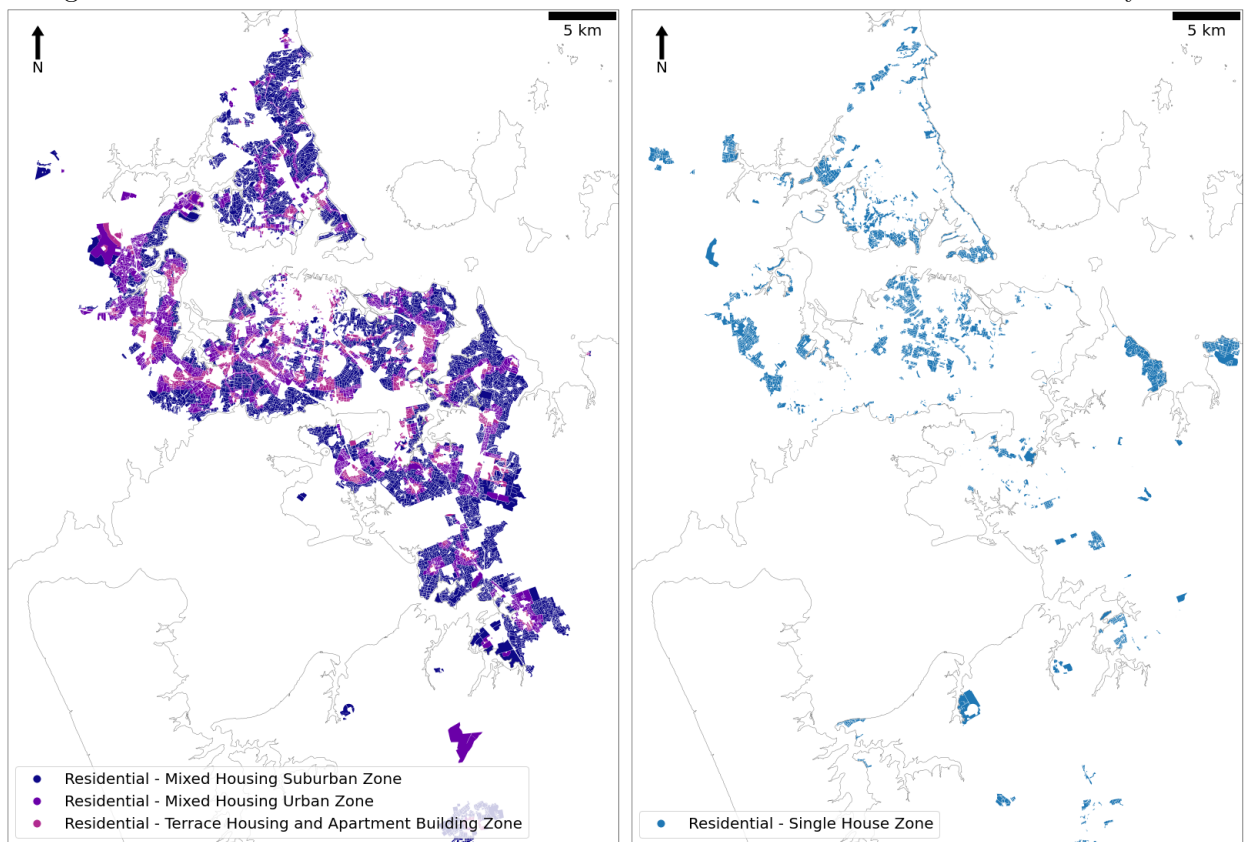 5 km
N
5 km
N
Residential - Mixed Housing Suburban Zone
Residential - Mixed Housing Urban Zone
Residential - Terrace Housing and Apartment Building Zone
Residential - Single House Zone